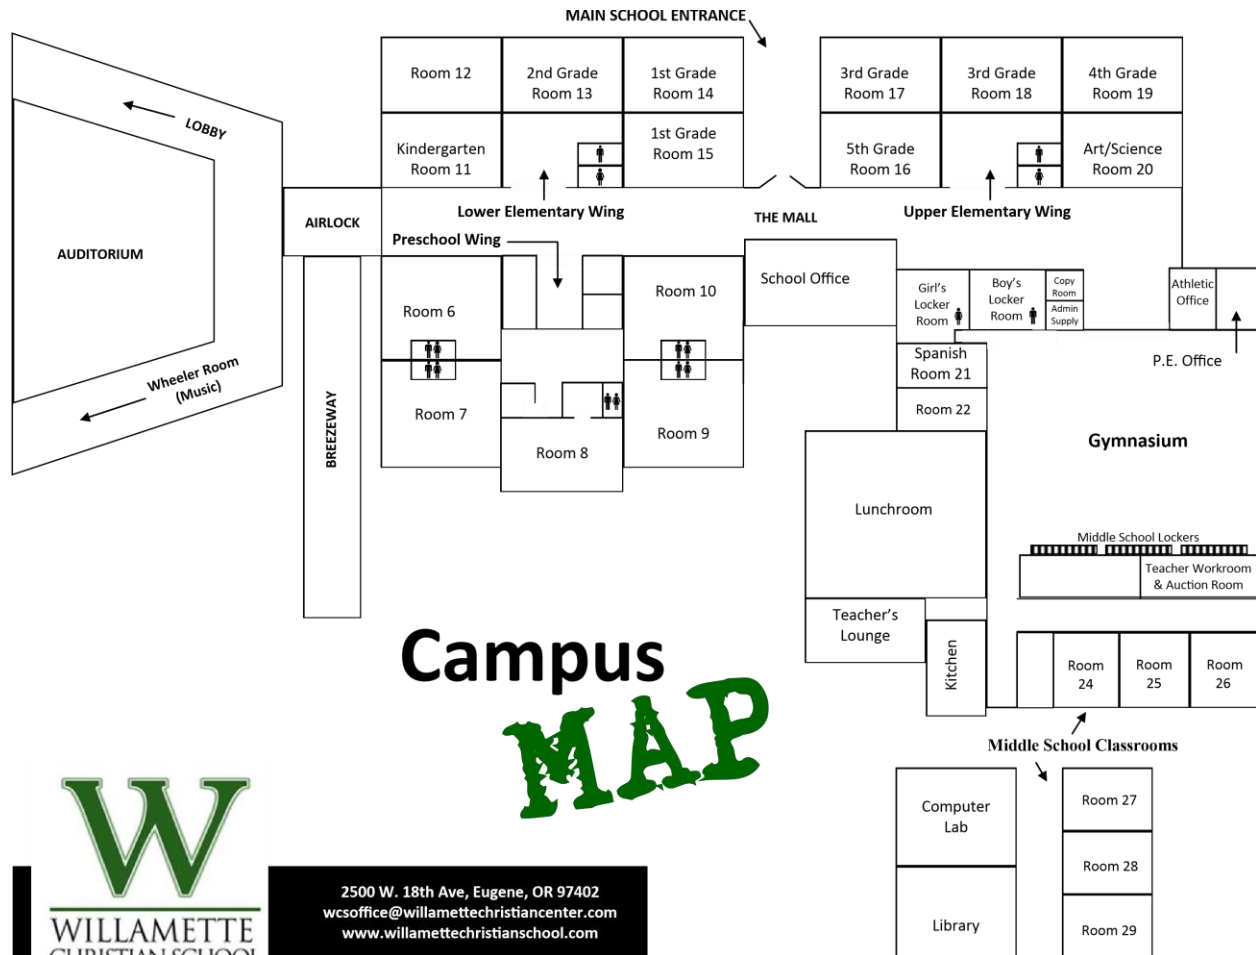 MAIN SCHOOL ENTRANCE
Room 12
2nd Grade
Room 13
1st Grade
Room 14
3rd Grade
Room 17
3rd Grade
Room 18
4th Grade
Room 19
LOBBY
Kindergarten
Room 11
1st Grade
Room 15
5th Grade
Room 16
Art/Science
Room 20
Lower Elementary Wing
THE MALL
Upper Elementary Wing
AIRLOCK
Preschool Wing
AUDITORIUM
Room 6
Room 10
School Office
Girl's
Locker
Room
Boy's
Locker
Room
Copy
Room
Admin
Supply
Athletic
Office
P.E. Office
Spanish
Room 21
Room 22
Wheeler Room
(Music)
BREEZEWAY
Room 7
Room 8
Room 9
Gymnasium
Lunchroom
Middle School Lockers
Teacher Workroom
& Auction Room
Teacher's
Lounge
Kitchen
Room
24
Room
25
Room
26
Middle School Classrooms
Campus
MAP
Computer
Lab
Room 27
Room 28
Library
Room 29
W
WILLAMETTE
CHRISTIAN SCHOOL
2500 W. 18th Ave, Eugene, OR 97402
wcsoffice@willamettechristiancenter.com
www.willamettechristianschool.com